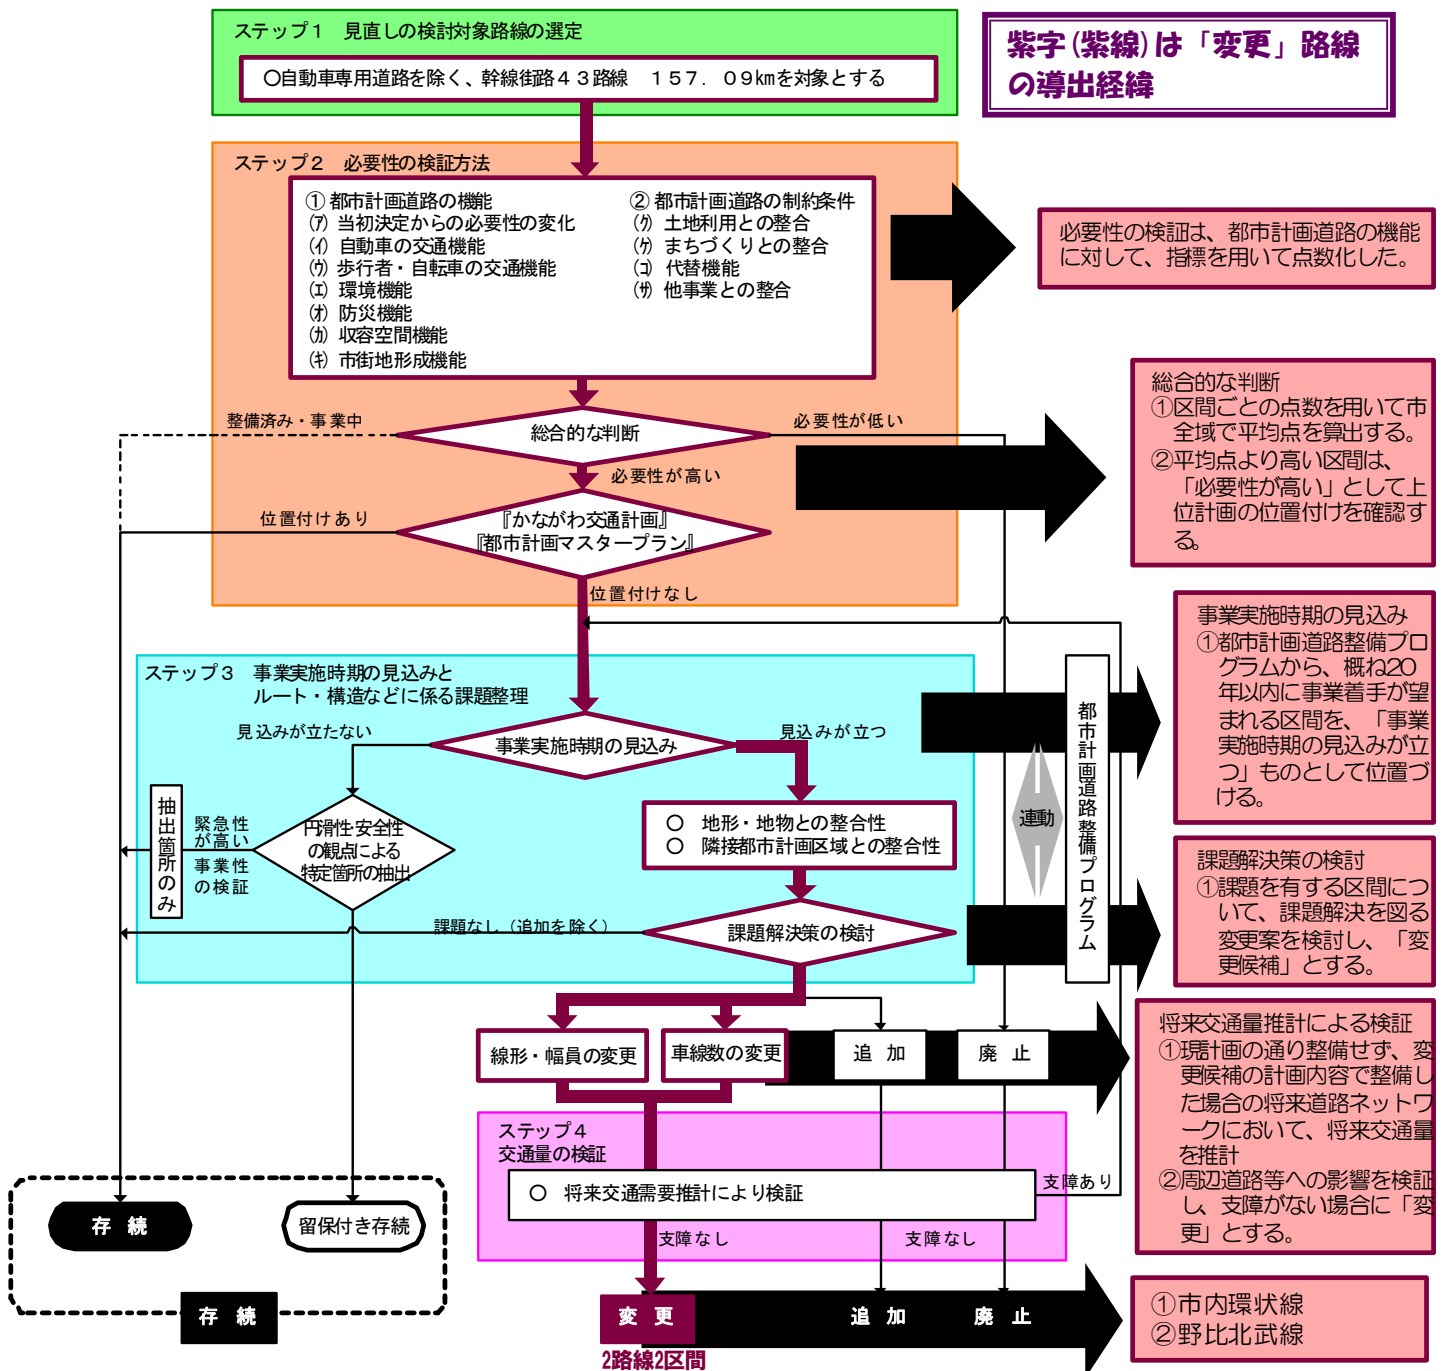 ステップ1　見直しの検討対象路線の選定
○自動車専用道路を除く、幹線街路４３路線　１５７．０９kmを対象とする
紫字(紫線)は「変更」路線
の導出経緯
ステップ２　必要性の検証方法
① 都市計画道路の機能
㋐ 当初決定からの必要性の変化
㋑ 自動車の交通機能
㋒ 歩行者・自転車の交通機能
㋓ 環境機能
㋔ 防災機能
㋕ 収容空間機能
㋖ 市街地形成機能
② 都市計画道路の制約条件
㋗ 土地利用との整合
㋘ まちづくりとの整合
㋙ 代替機能
㋚ 他事業との整合
必要性の検証は、都市計画道路の機能
に対して、指標を用いて点数化した。
整備済み・事業中
総合的な判断
必要性が低い
必要性が高い
総合的な判断
①区間ごとの点数を用いて市
全域で平均点を算出する。
②平均点より高い区間は、
「必要性が高い」として上
位計画の位置付けを確認す
る。
位置付けあり
『かながわ交通計画』
『都市計画マスタープラン』
位置付けなし
ステップ３　事業実施時期の見込みと
ルート・構造などに係る課題整理
見込みが立たない
事業実施時期の見込み
見込みが立つ
都市計画道路整備プログラム
連動
事業実施時期の見込み
①都市計画道路整備プロ
グラムから、概ね20
年以内に事業着手が望
まれる区間を、「事業
実施時期の見込みが立
つ」ものとして位置づ
ける。
抽出箇所のみ
緊急性
が高い
事業性
の検証
円滑性・安全性
の観点による
特定箇所の抽出
○　地形・地物との整合性
○　隣接都市計画区域との整合性
課題なし（追加を除く）
課題解決策の検討
課題解決策の検討
①課題を有する区間につ
いて、課題解決を図る
変更案を検討し、「変
更候補」とする。
線形・幅員の変更
車線数の変更
追　加
廃　止
将来交通量推計による検証
①現計画の通り整備せず、変
更候補の計画内容で整備し
た場合の将来道路ネットワ
ークにおいて、将来交通量
を推計
②周辺道路等への影響を検証
し、支障がない場合に「変
更」とする。
ステップ４
交通量の検証
○　将来交通需要推計により検証
支障あり
支障なし
支障なし
存　続
留保付き存続
存　続
変　更
追　加
廃　止
2路線2区間
①市内環状線
②野比北武線